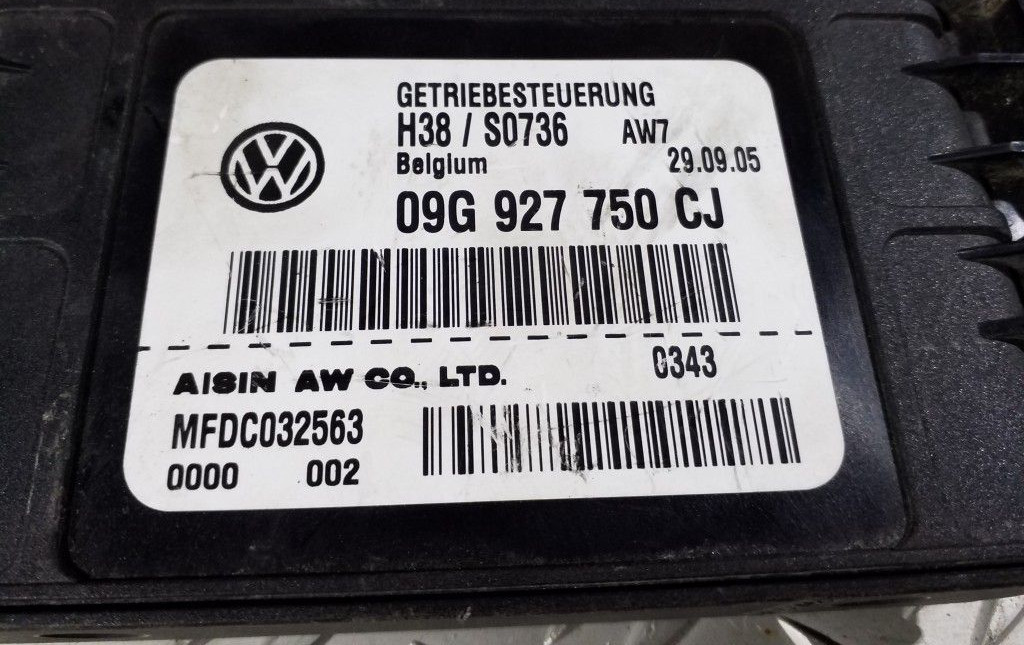 GETRIEBESTEUERUNG
H38 / S0736 AW7
Belgium 29.09.05
09G 927 750 CJ
AISIN AW CO., LTD. 0343
MFDC032563
0000 002